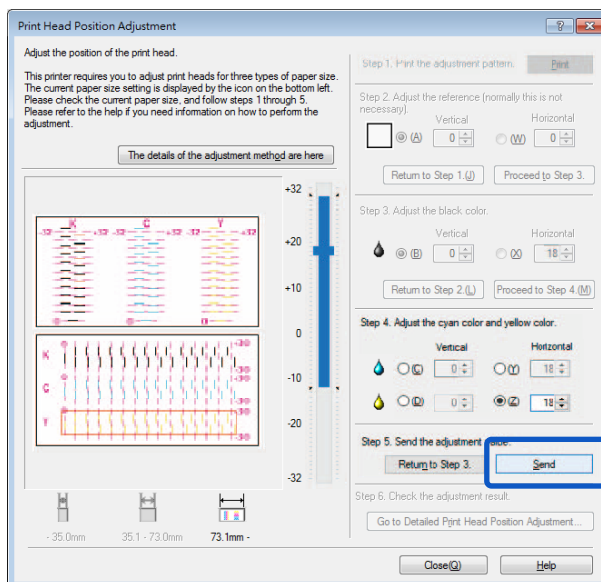 Print Head Position Adjustment
Adjust the position of the print head.
This printer requires you to adjust print heads for three types of paper size.
The current paper size setting is displayed by the icon on the bottom left.
Please check the current paper size, and follow steps 1 through 5.
Please refer to the help if you need information on how to perform the
adjustment.
The details of the adjustment method are here
+32
+20
+10
0
-10
-20
-32
K C Y
-32 +32 -32 +32 -32 +32
K
C
Y
- 35.0mm 35.1 - 73.0mm 73.1mm -
Step 1. Print the adjustment pattern. Print
Step 2. Adjust the reference (normally this is not
necessary).
Vertical Horizontal
(A) 0 (W) 0
Return to Step 1.(J) Proceed to Step 3.
Step 3. Adjust the black color.
Vertical Horizontal
(B) 0 (X) 18
Return to Step 2.(L) Proceed to Step 4.(M)
Step 4. Adjust the cyan color and yellow color.
Vertical Horizontal
(C) 0 (Y) 18
(D) 0 (Z) 18
Step 5. Send the adjustment value.
Return to Step 3. Send
Step 6. Check the adjustment result.
Go to Detailed Print Head Position Adjustment...
Close(Q) Help